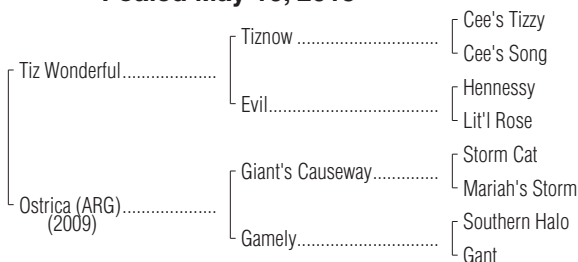 Cee's Tizzy
Tiznow
Cee's Song
Tiz Wonderful
Hennessy
Evil
Lit'l Rose
Storm Cat
Giant's Causeway
Mariah's Storm
Ostrica (ARG)
(2009)
Southern Halo
Gamely
Gant